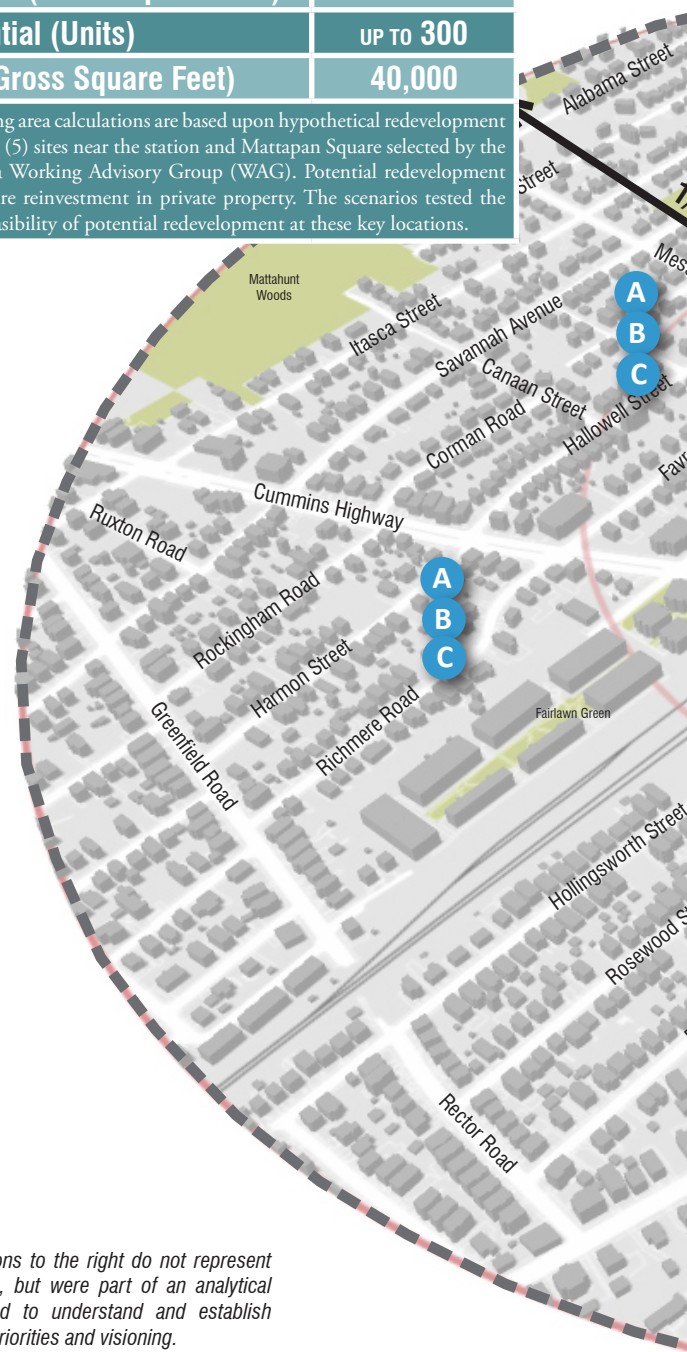 ntial (Units) UP TO 300
Gross Square Feet) 40,000
ng area calculations are based upon hypothetical redevelopment
(5) sites near the station and Mattapan Square selected by the
Working Advisory Group (WAG). Potential redevelopment
re reinvestment in private property. The scenarios tested the
sibility of potential redevelopment at these key locations.
Alabama Street
Street
Mess
Mattahunt
Woods
Itasca Street
Savannah Avenue
A
B
C
Canaan Street
Corman Road
Hallowell Street
Favr
Cummins Highway
Ruxton Road
A
B
C
Rockingham Road
Harmon Street
Richmere Road
Greenfield Road
Fairlawn Green
Hollingsworth Street
Rosewood St
Rector Road
ons to the right do not represent
, but were part of an analytical
d to understand and establish
riorities and visioning.